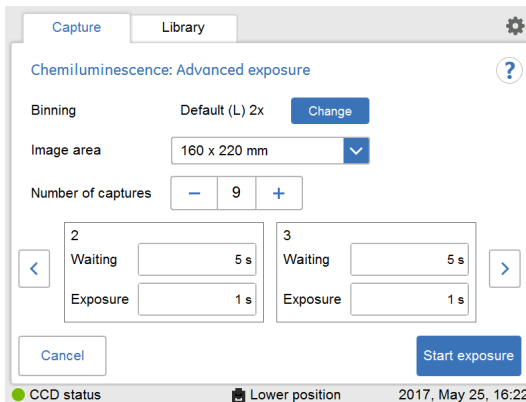 Capture Library
Chemiluminescence: Advanced exposure ?
Binning Default (L) 2x Change
Image area 160 x 220 mm
Number of captures − 9 +
2 3
Waiting 5 s Waiting 5 s
< >
Exposure 1 s Exposure 1 s
Cancel Start exposure
CCD status Lower position 2017, May 25, 16:22